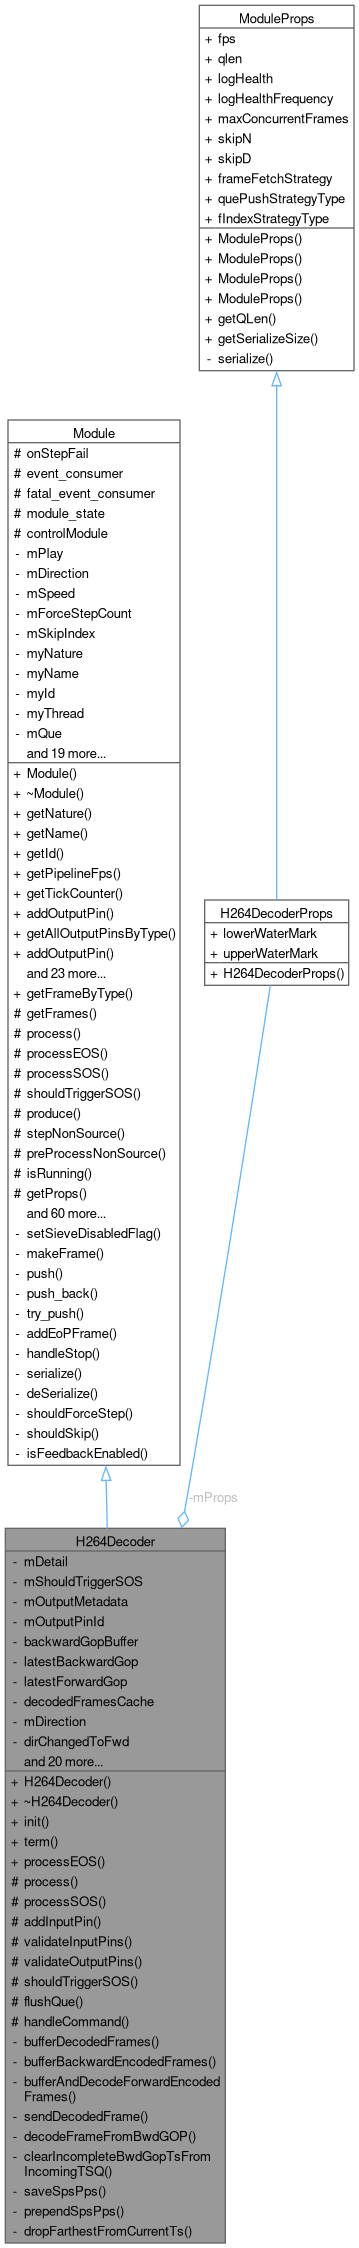 ModuleProps
+ fps
+ qlen
+ logHealth
+ logHealthFrequency
+ maxConcurrentFrames
+ skipN
+ skipD
+ frameFetchStrategy
+ quePushStrategyType
+ fIndexStrategyType
+ ModuleProps()
+ ModuleProps()
+ ModuleProps()
+ ModuleProps()
+ getQLen()
+ getSerializeSize()
- serialize()
Module
# onStepFail
# event_consumer
# fatal_event_consumer
# module_state
# controlModule
- mPlay
- mDirection
- mSpeed
- mForceStepCount
- mSkipIndex
- myNature
- myName
- myId
- myThread
- mQue
and 19 more...
+ Module()
+ ~Module()
+ getNature()
+ getName()
+ getId()
+ getPipelineFps()
+ getTickCounter()
+ addOutputPin()
+ getAllOutputPinsByType()
+ addOutputPin()
and 23 more...
+ getFrameByType()
# getFrames()
# process()
# processEOS()
# processSOS()
# shouldTriggerSOS()
# produce()
# stepNonSource()
# preProcessNonSource()
# isRunning()
# getProps()
and 60 more...
- setSieveDisabledFlag()
- makeFrame()
- push()
- push_back()
- try_push()
- addEoPFrame()
- handleStop()
- serialize()
- deSerialize()
- shouldForceStep()
- shouldSkip()
- isFeedbackEnabled()
H264DecoderProps
+ lowerWaterMark
+ upperWaterMark
+ H264DecoderProps()
-mProps
H264Decoder
- mDetail
- mShouldTriggerSOS
- mOutputMetadata
- mOutputPinId
- backwardGopBuffer
- latestBackwardGop
- latestForwardGop
- decodedFramesCache
- mDirection
- dirChangedToFwd
and 20 more...
+ H264Decoder()
+ ~H264Decoder()
+ init()
+ term()
+ processEOS()
# process()
# processSOS()
# addInputPin()
# validateInputPins()
# validateOutputPins()
# shouldTriggerSOS()
# flushQue()
# handleCommand()
- bufferDecodedFrames()
- bufferBackwardEncodedFrames()
- bufferAndDecodeForwardEncoded
Frames()
- sendDecodedFrame()
- decodeFrameFromBwdGOP()
- clearIncompleteBwdGopTsFrom
IncomingTSQ()
- saveSpsPps()
- prependSpsPps()
- dropFarthestFromCurrentTs()